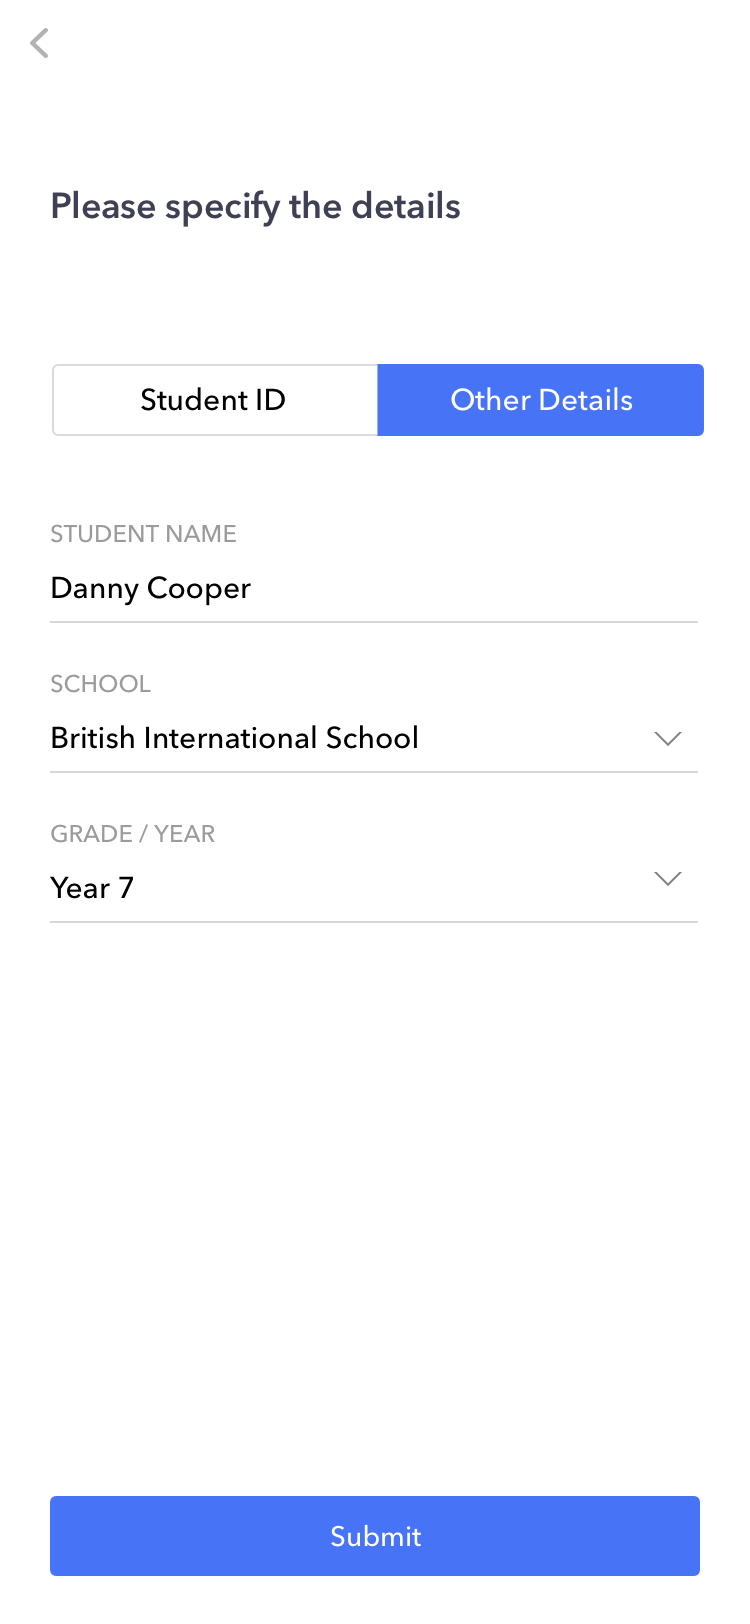 Please specify the details
Student ID
Other Details
STUDENT NAME
Danny Cooper
SCHOOL
British International School
GRADE / YEAR
Year 7
Submit